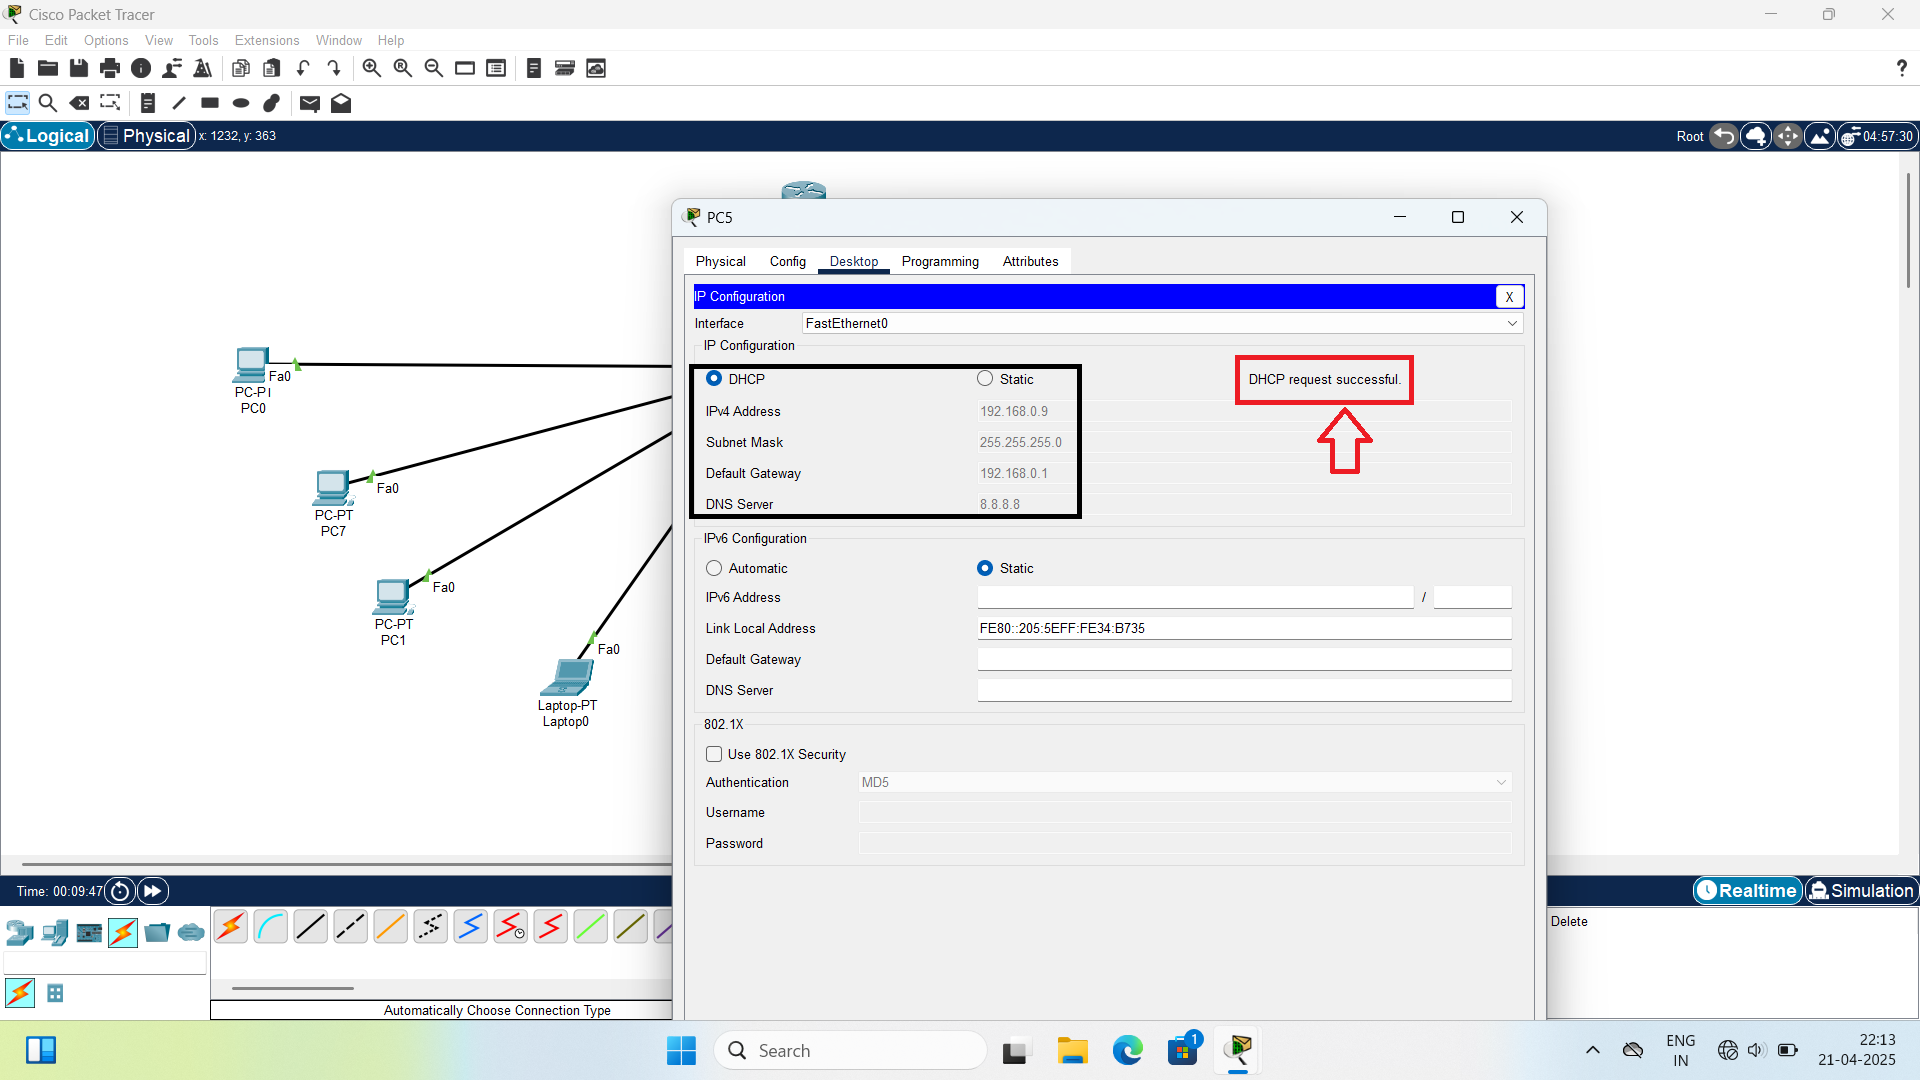 Cisco Packet Tracer
File Edit Options View Tools Extensions Window Help
?
Logical Physical x: 1232, y: 363 Root 04:57:30
PC5
Physical Config Desktop Programming Attributes
IP Configuration X
Interface FastEthernet0
IP Configuration
DHCP Static DHCP request successful.
IPv4 Address 192.168.0.9
Subnet Mask 255.255.255.0
Default Gateway 192.168.0.1
DNS Server 8.8.8.8
IPv6 Configuration
Automatic Static
IPv6 Address /
Link Local Address FE80::205:5EFF:FE34:B735
Default Gateway
DNS Server
802.1X
Use 802.1X Security
Authentication MD5
Username
Password
Fa0
PC-PT
PC0
Fa0
PC-PT
PC7
Fa0
PC-PT
PC1
Fa0
Laptop-PT
Laptop0
Time: 00:09:47 Realtime Simulation
Delete
Automatically Choose Connection Type
Search 1 ENG
IN
22:13
21-04-2025